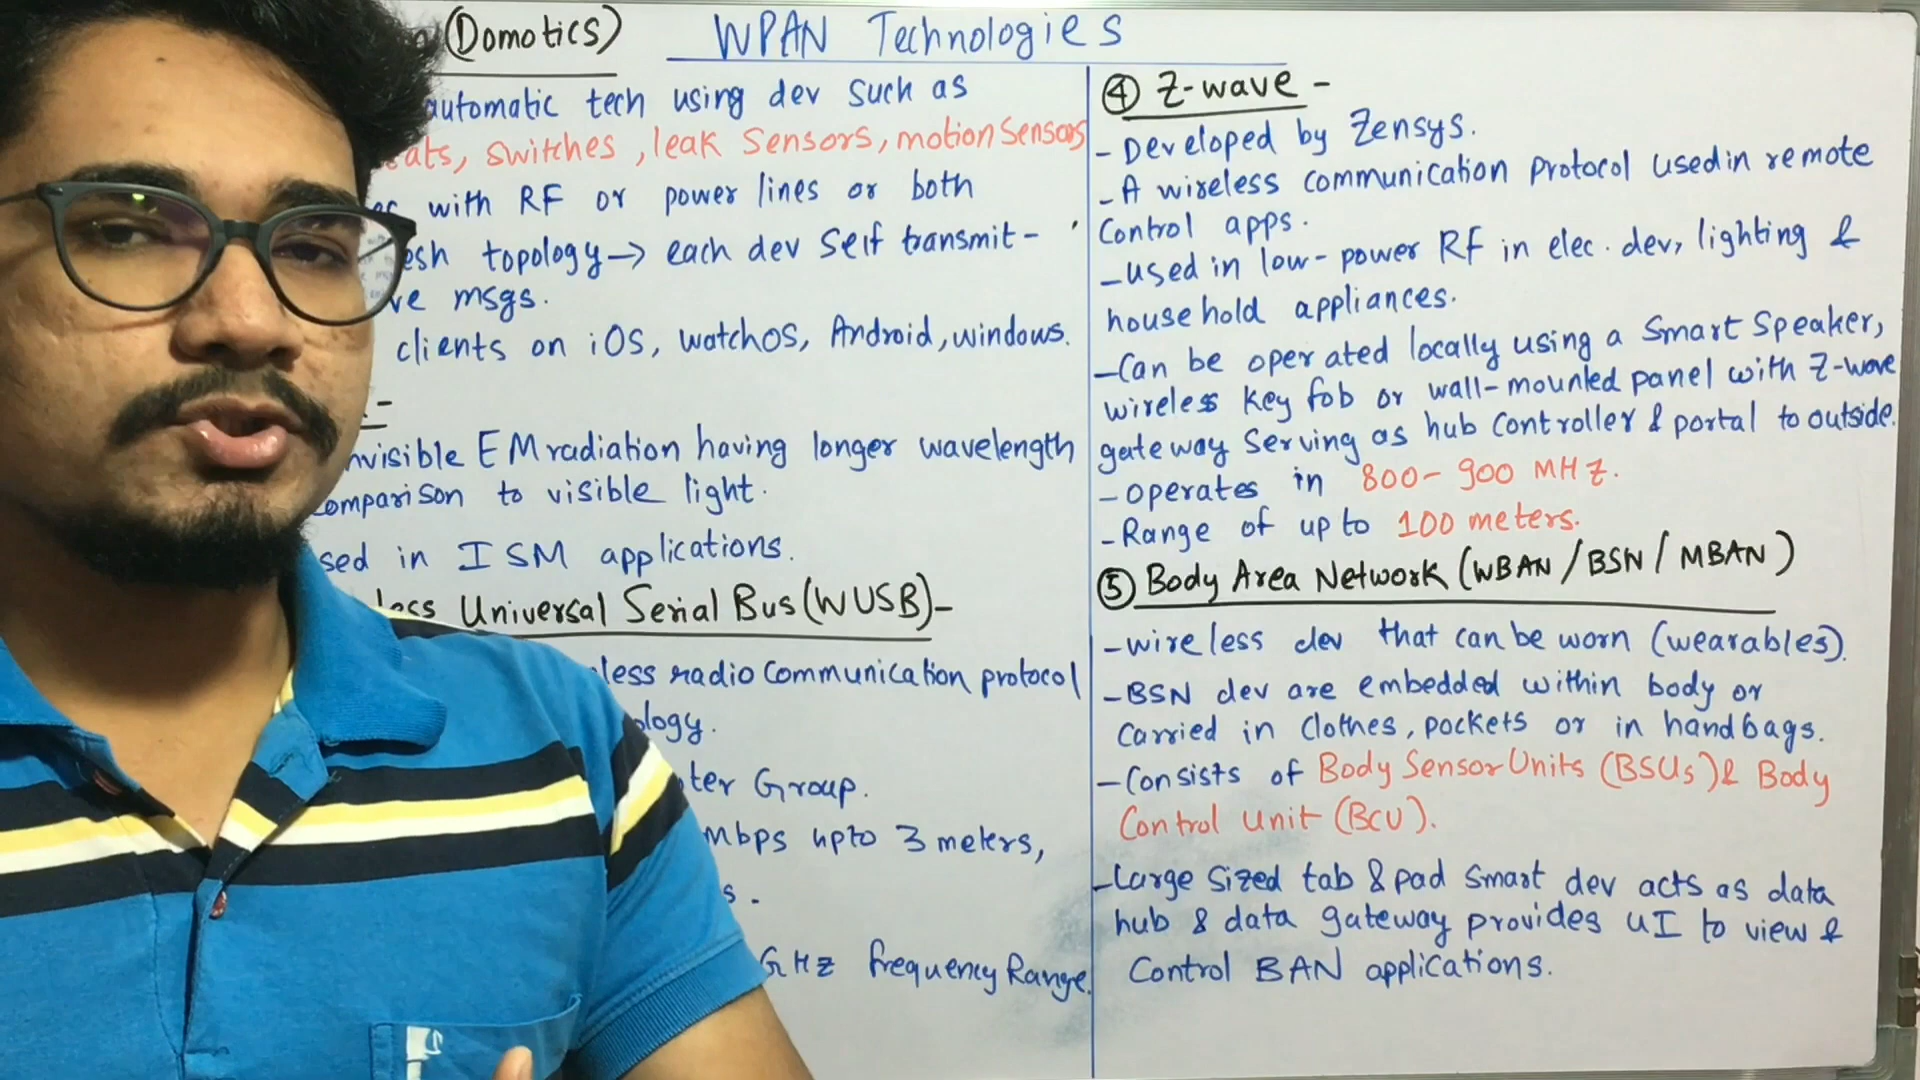 (Domotics)
WPAN Technologies
automatic tech using dev such as
switches, leak sensors, motion sensors
with RF or power lines or both
topology → each dev self transmit-
msgs.
clients on iOS, watchOS, Android, windows.
EM radiation having longer wavelength
to visible light.
in ISM applications.
Universal Serial Bus (WUSB)-
radio communication protocol
Group.
Mbps upto 3 meters,
GHz frequency Range.
④ Z-wave -
- Developed by Zensys.
- A wireless communication protocol used in remote
control apps.
- used in low-power RF in elec. dev, lighting &
household appliances.
- Can be operated locally using a smart speaker,
wireless key fob or wall-mounted panel with Z-wave
gateway serving as hub controller & portal to outside.
- operates in 800-900 MHZ.
- Range of up to 100 meters.
⑤ Body Area Network (WBAN/BSN/MBAN)
- wireless dev that can be worn (wearables).
- BSN dev are embedded within body or
carried in clothes, pockets or in handbags.
- Consists of Body Sensor Units (BSUs) & Body
Control Unit (BCU).
- Large sized tab & pad smart dev acts as data
hub & data gateway provides UI to view &
Control BAN applications.